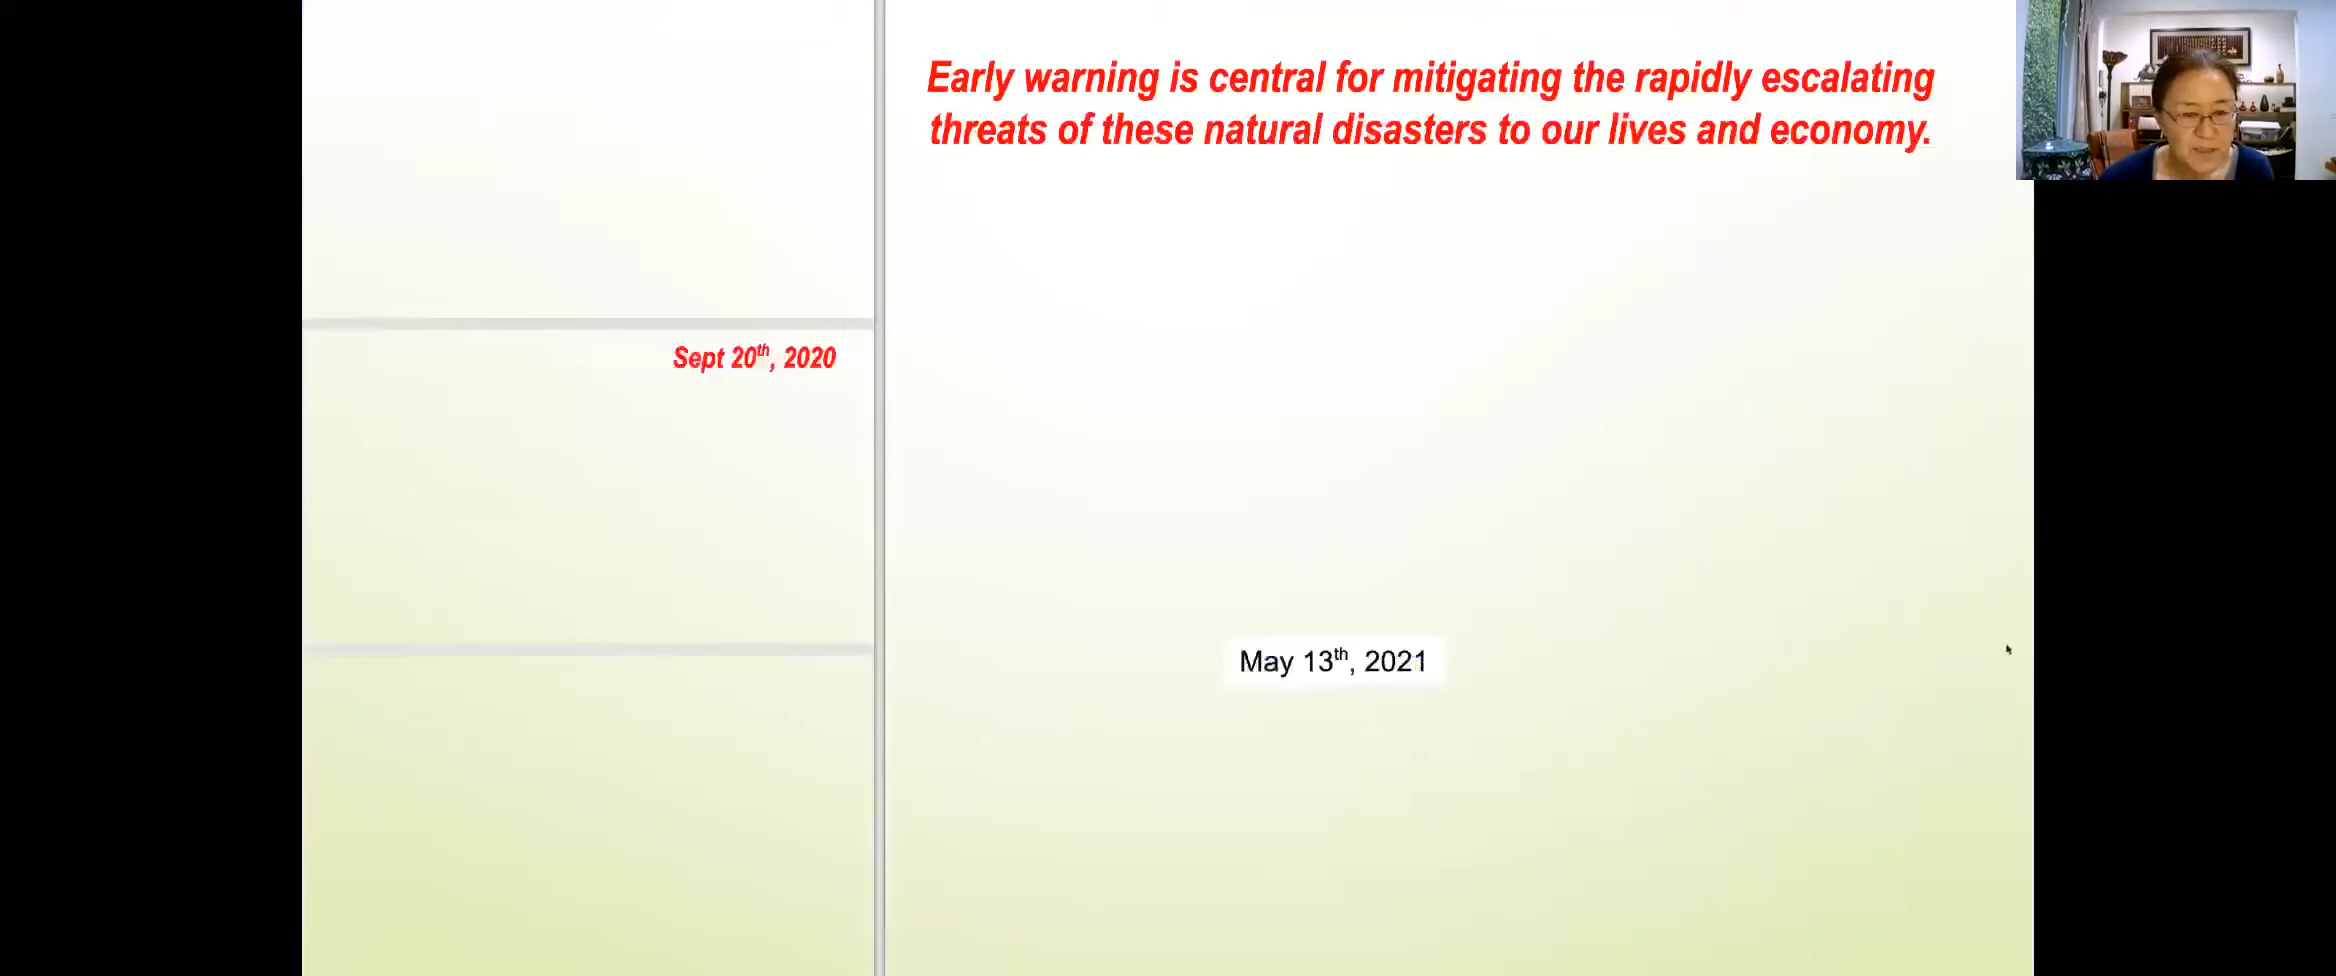 Early warning is central for mitigating the rapidly escalating
threats of these natural disasters to our lives and economy.
Sept 20th, 2020
May 13th, 2021